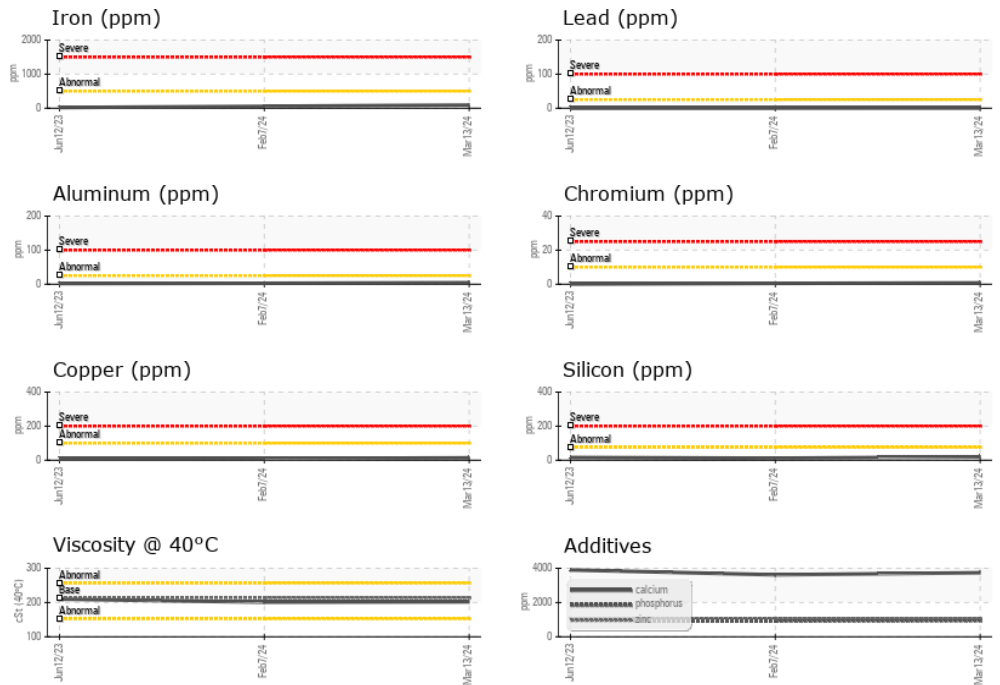 Iron (ppm)
2000
1000
0
ppm
Severe
Abnormal
Jun12/23
Feb7/24
Mar13/24
Lead (ppm)
200
100
0
ppm
Severe
Abnormal
Jun12/23
Feb7/24
Mar13/24
Aluminum (ppm)
200
100
0
ppm
Severe
Abnormal
Jun12/23
Feb7/24
Mar13/24
Chromium (ppm)
40
20
0
ppm
Severe
Abnormal
Jun12/23
Feb7/24
Mar13/24
Copper (ppm)
400
200
0
ppm
Severe
Abnormal
Jun12/23
Feb7/24
Mar13/24
Silicon (ppm)
400
200
0
ppm
Severe
Abnormal
Jun12/23
Feb7/24
Mar13/24
Viscosity @ 40°C
300
200
100
cSt (40°C)
Abnormal
Base
Abnormal
Jun12/23
Feb7/24
Mar13/24
Additives
4000
2000
0
ppm
calcium
phosphorus
zinc
Jun12/23
Feb7/24
Mar13/24